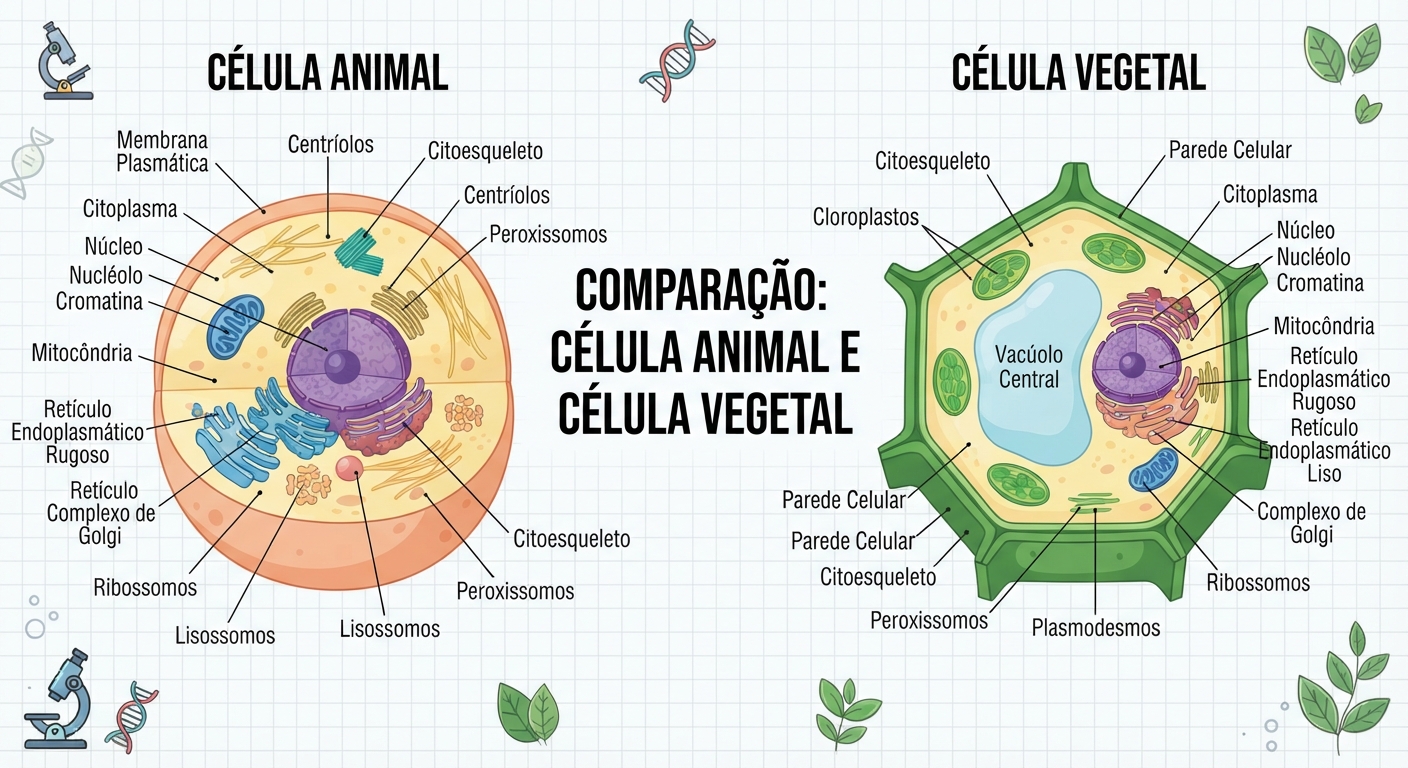 CÉLULA ANIMAL
Membrana
Plasmática
Centríolos
Citoesqueleto
Centríolos
Peroxissomos
Citoplasma
Núcleo
Nucléolo
Cromatina
Mitocôndria
Retículo
Endoplasmático
Rugoso
Retículo
Complexo de
Golgi
Ribossomos
Lisossomos
Lisossomos
Peroxissomos
Citoesqueleto
COMPARAÇÃO:
CÉLULA ANIMAL E
CÉLULA VEGETAL
CÉLULA VEGETAL
Citoesqueleto
Cloroplastos
Parede Celular
Citoplasma
Núcleo
Nucléolo
Cromatina
Mitocôndria
Retículo
Endoplasmático
Rugoso
Retículo
Endoplasmático
Liso
Complexo de
Golgi
Ribossomos
Vacúolo
Central
Parede Celular
Parede Celular
Citoesqueleto
Peroxissomos
Plasmodesmos